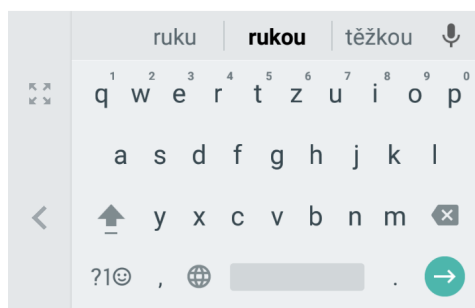 ruku rukou těžkou
1 2 3 4 5 6 7 8 9 0
q w e r t z u i o p
a s d f g h j k l
y x c v b n m
?1☺ , .